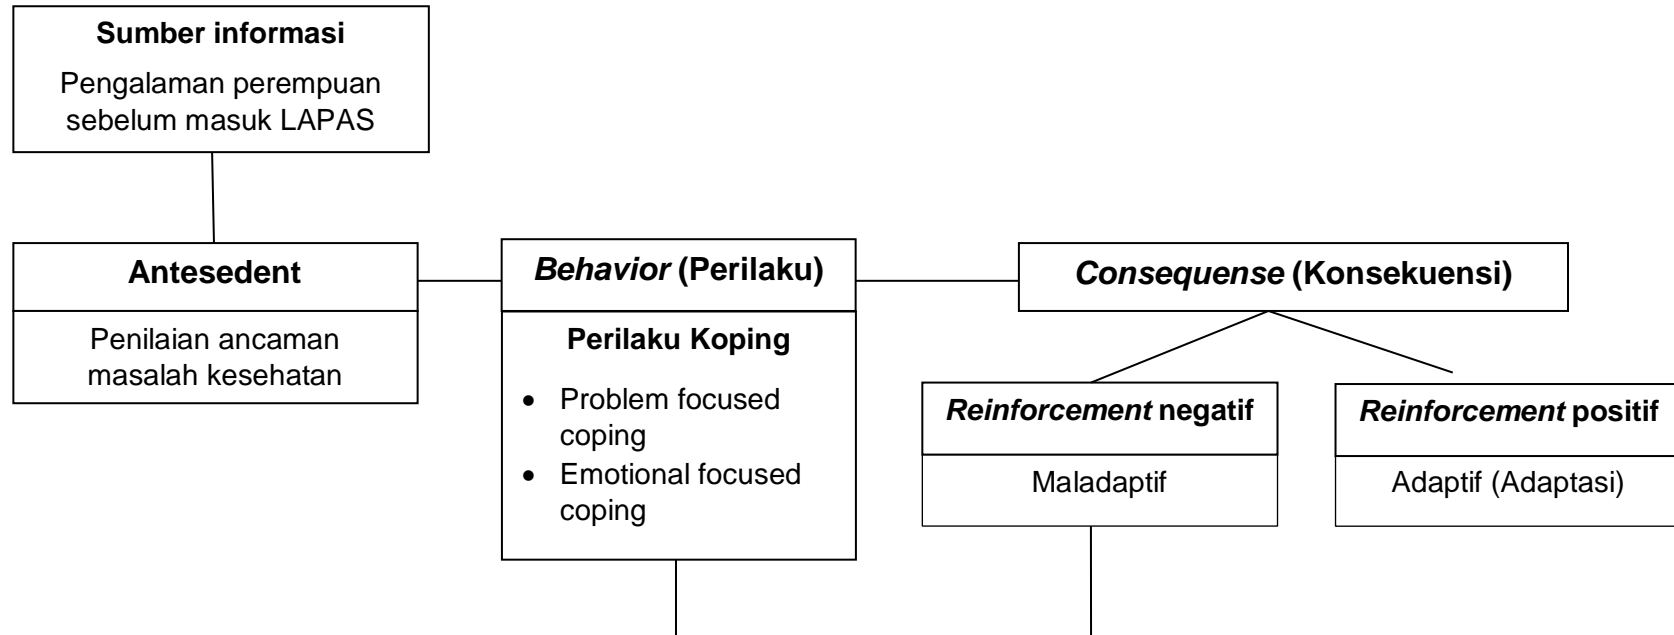 Sumber informasi
Pengalaman perempuan
sebelum masuk LAPAS
Antesedent
Penilaian ancaman
masalah kesehatan
Behavior (Perilaku)
Perilaku Koping
• Problem focused
coping
• Emotional focused
coping
Consequense (Konsekuensi)
Reinforcement negatif
Maladaptif
Reinforcement positif
Adaptif (Adaptasi)